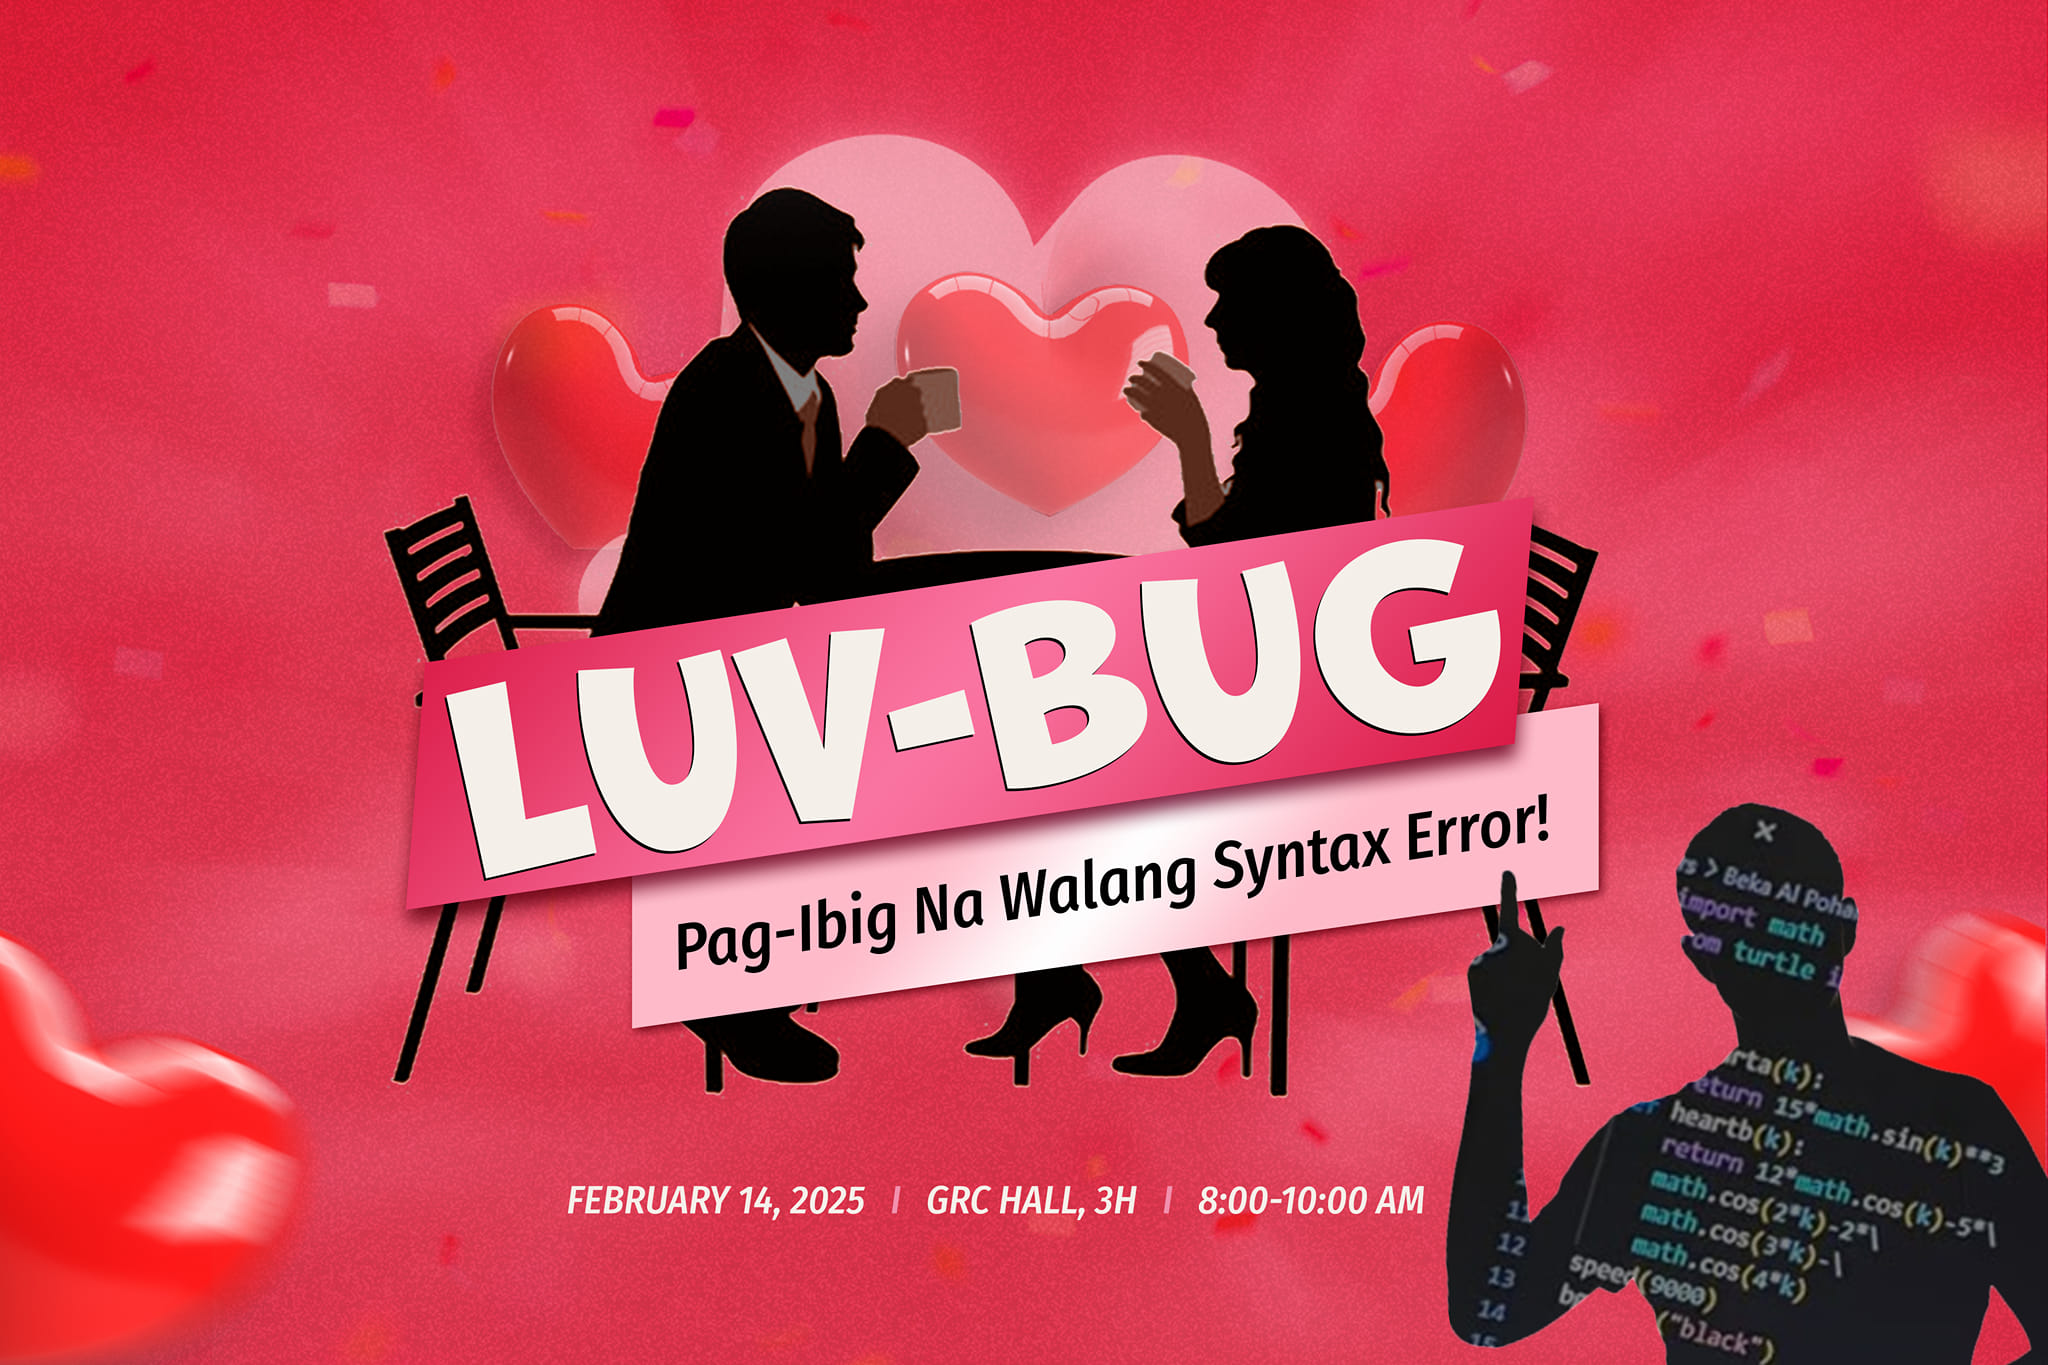 LUV-BUG
Pag-Ibig Na Walang Syntax Error!
FEBRUARY 14, 2025 | GRC HALL, 3H | 8:00-10:00 AM
> Beka Al
import math
turtle
(k):
return 15*math.sin(k)**3
heartb(k):
return 12*math.cos(k)-5*\
math.cos(2*k)-2*\
math.cos(3*k)-\
12 math.cos(4*k)
13 speed(9000)
14 ("black")